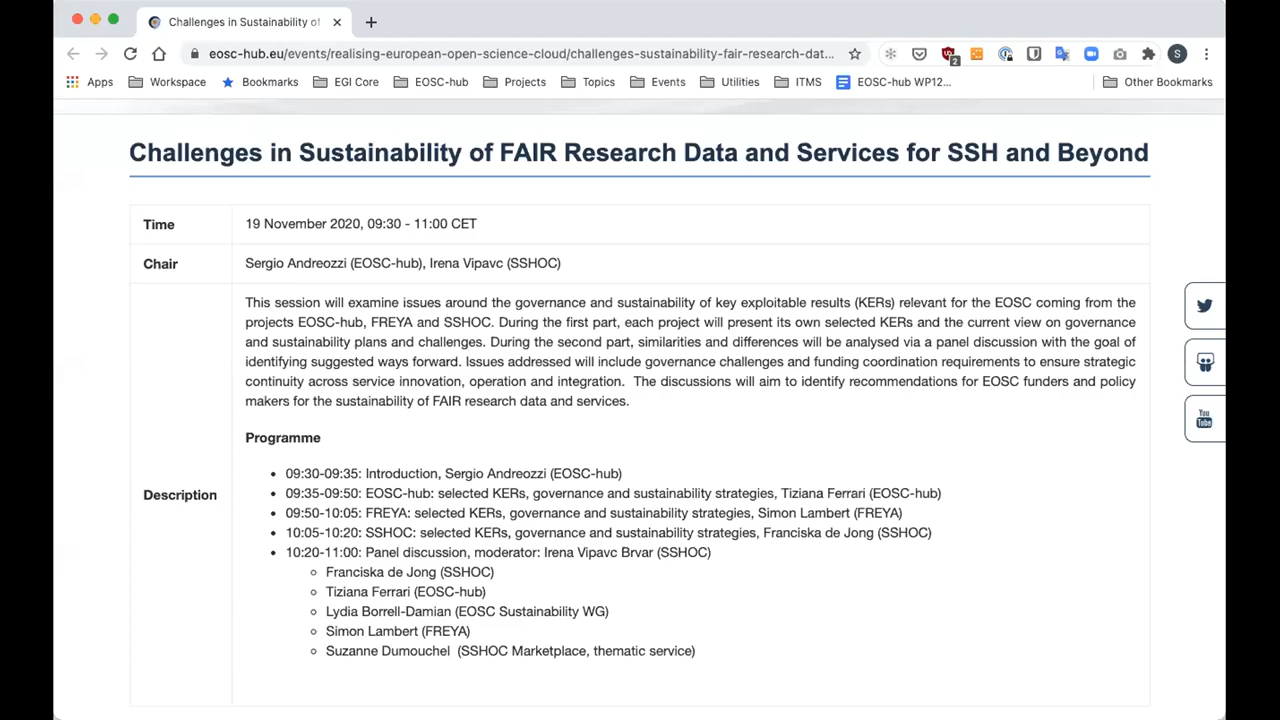 Challenges in Sustainability of
eosc-hub.eu/events/realising-european-open-science-cloud/challenges-sustainability-fair-research-dat...
2
S
Apps
Workspace
Bookmarks
EGI Core
EOSC-hub
Projects
Topics
Events
Utilities
ITMS
EOSC-hub WP12...
Other Bookmarks
Challenges in Sustainability of FAIR Research Data and Services for SSH and Beyond
Time
19 November 2020, 09:30 - 11:00 CET
Chair
Sergio Andreozzi (EOSC-hub), Irena Vipavc (SSHOC)
Description
This session will examine issues around the governance and sustainability of key exploitable results (KERs) relevant for the EOSC coming from the
projects EOSC-hub, FREYA and SSHOC. During the first part, each project will present its own selected KERs and the current view on governance
and sustainability plans and challenges. During the second part, similarities and differences will be analysed via a panel discussion with the goal of
identifying suggested ways forward. Issues addressed will include governance challenges and funding coordination requirements to ensure strategic
continuity across service innovation, operation and integration. The discussions will aim to identify recommendations for EOSC funders and policy
makers for the sustainability of FAIR research data and services.
Programme
• 09:30-09:35: Introduction, Sergio Andreozzi (EOSC-hub)
• 09:35-09:50: EOSC-hub: selected KERs, governance and sustainability strategies, Tiziana Ferrari (EOSC-hub)
• 09:50-10:05: FREYA: selected KERs, governance and sustainability strategies, Simon Lambert (FREYA)
• 10:05-10:20: SSHOC: selected KERs, governance and sustainability strategies, Franciska de Jong (SSHOC)
• 10:20-11:00: Panel discussion, moderator: Irena Vipavc Brvar (SSHOC)
◦ Franciska de Jong (SSHOC)
◦ Tiziana Ferrari (EOSC-hub)
◦ Lydia Borrell-Damian (EOSC Sustainability WG)
◦ Simon Lambert (FREYA)
◦ Suzanne Dumouchel (SSHOC Marketplace, thematic service)
You
Tube